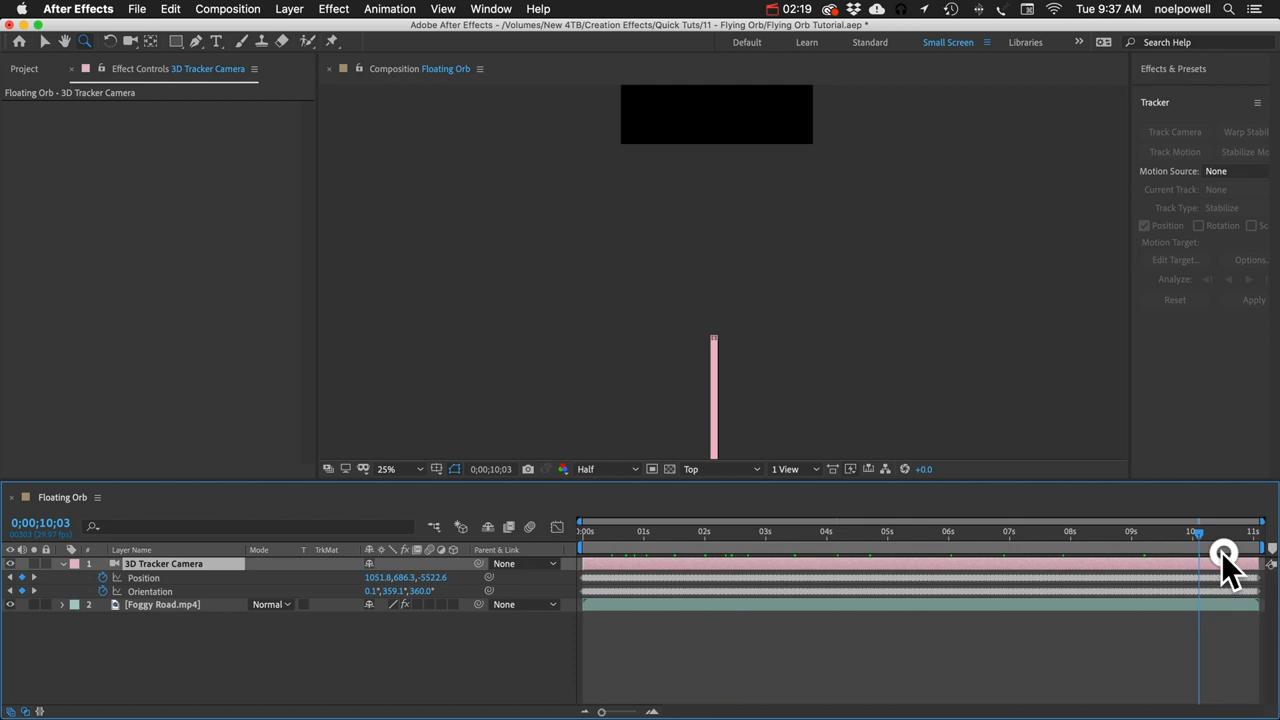 After Effects File Edit Composition Layer Effect Animation View Window Help 02:19 Tue 9:37 AM noelpowell
Adobe After Effects - /Volumes/New 4TB/Creation Effects/Quick Tuts/11 - Flying Orb/Flying Orb Tutorial.aep *
Default Learn Standard Small Screen Libraries Search Help
Project Effect Controls 3D Tracker Camera Composition Floating Orb Effects & Presets
Floating Orb • 3D Tracker Camera
Tracker
Track Camera Warp Stabil
Track Motion Stabilize Mo
Motion Source: None
Current Track: None
Track Type: Stabilize
Position Rotation Sc
Motion Target:
Edit Target... Options...
Analyze:
Reset Apply
25% 0;00;10;03 Half Top 1 View +0.0
Floating Orb
0;00;10;03
00303 (29.97 fps)
:00s 01s 02s 03s 04s 05s 06s 07s 08s 09s 10s 11s
# Layer Name Mode T TrkMat Parent & Link
1 3D Tracker Camera None
Position 1051.8,686.3,-5522.6
Orientation 0.1°,359.1°,360.0°
2 [Foggy Road.mp4] Normal None